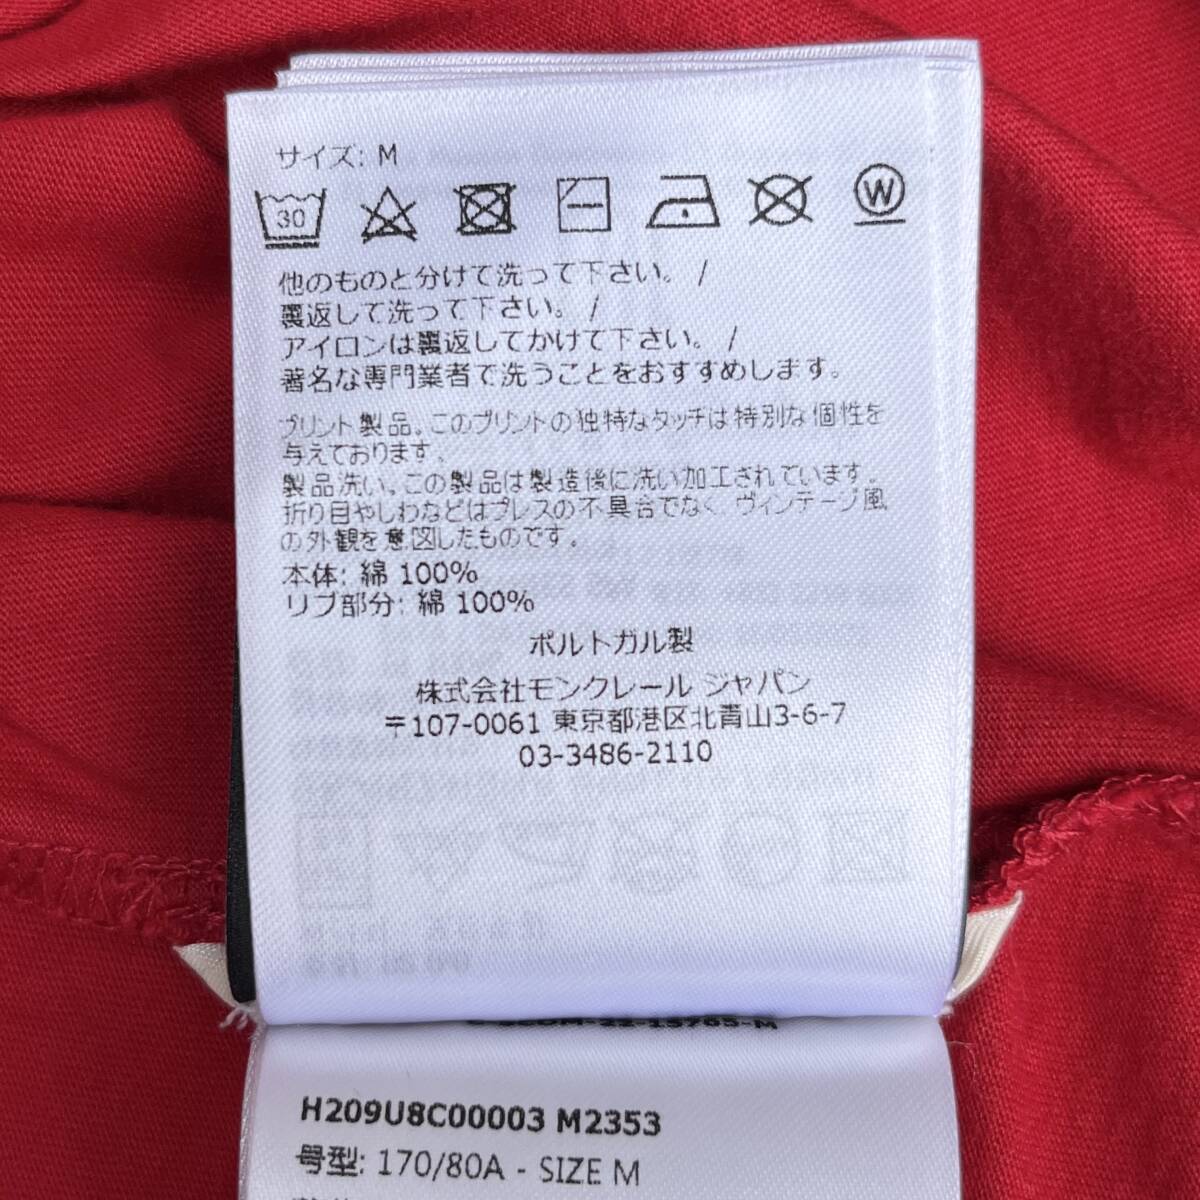 サイズ: M
30
W
他のものと分けて洗って下さい。 /
裏返して洗って下さい。 /
アイロンは裏返してかけて下さい。 /
著名な専門業者で洗うことをおすすめします。
プリント製品。このプリントの独特なタッチは特別な個性を
与えております。
製品洗い。この製品は製造後に洗い加工されています。
折り目やしわなどはプレスの不具合でなく、ヴィンテージ風
の外観を意図したものです。
本体: 綿 100%
リブ部分: 綿 100%
ポルトガル製
株式会社モンクレール ジャパン
〒107-0061 東京都港区北青山3-6-7
03-3486-2110
H209U8C00003 M2353
号型: 170/80A - SIZE M